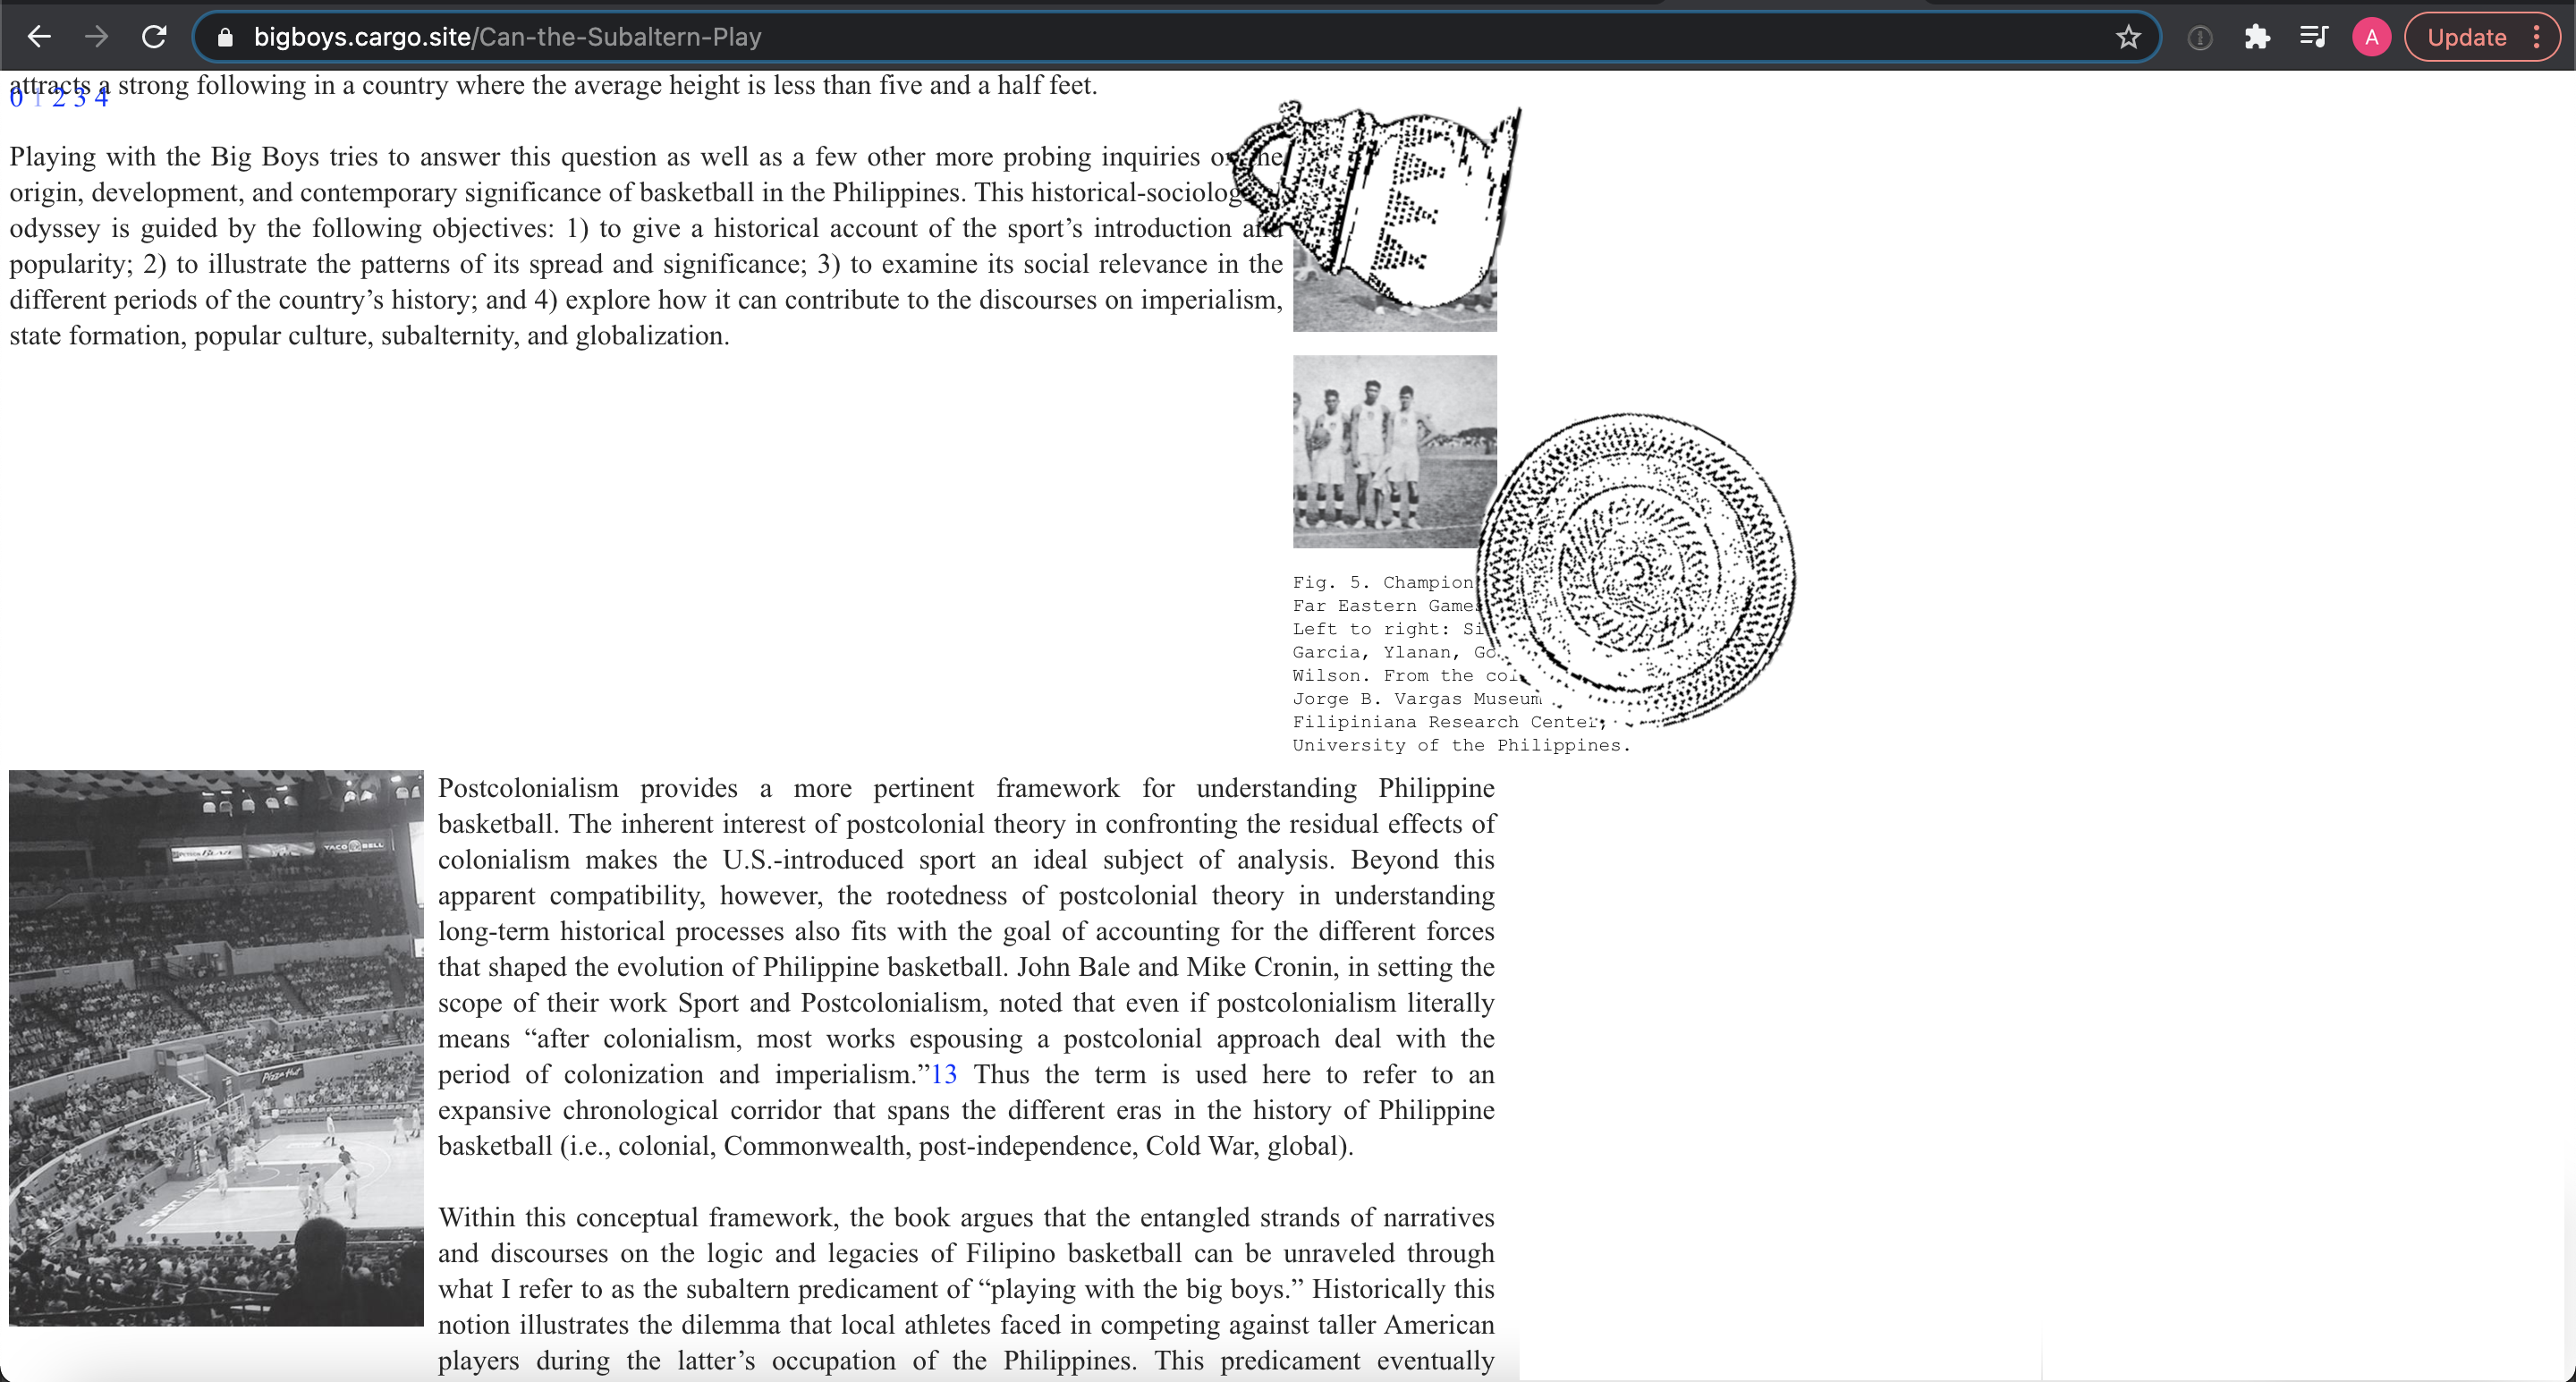 bigboys.cargo.site/Can-the-Subaltern-Play
A
Update
attracts a strong following in a country where the average height is less than five and a half feet.
0 1 2 3 4
Playing with the Big Boys tries to answer this question as well as a few other more probing inquiries on the
origin, development, and contemporary significance of basketball in the Philippines. This historical-sociolog
odyssey is guided by the following objectives: 1) to give a historical account of the sport’s introduction and
popularity; 2) to illustrate the patterns of its spread and significance; 3) to examine its social relevance in the
different periods of the country’s history; and 4) explore how it can contribute to the discourses on imperialism,
state formation, popular culture, subalternity, and globalization.
Fig. 5. Champion
Far Eastern Games
Left to right: Si
Garcia, Ylanan, Go
Wilson. From the col
Jorge B. Vargas Museum
Filipiniana Research Center,
University of the Philippines.
TACO BELL
Pizza Hut
Postcolonialism provides a more pertinent framework for understanding Philippine
basketball. The inherent interest of postcolonial theory in confronting the residual effects of
colonialism makes the U.S.-introduced sport an ideal subject of analysis. Beyond this
apparent compatibility, however, the rootedness of postcolonial theory in understanding
long-term historical processes also fits with the goal of accounting for the different forces
that shaped the evolution of Philippine basketball. John Bale and Mike Cronin, in setting the
scope of their work Sport and Postcolonialism, noted that even if postcolonialism literally
means “after colonialism, most works espousing a postcolonial approach deal with the
period of colonization and imperialism.”13 Thus the term is used here to refer to an
expansive chronological corridor that spans the different eras in the history of Philippine
basketball (i.e., colonial, Commonwealth, post-independence, Cold War, global).
Within this conceptual framework, the book argues that the entangled strands of narratives
and discourses on the logic and legacies of Filipino basketball can be unraveled through
what I refer to as the subaltern predicament of “playing with the big boys.” Historically this
notion illustrates the dilemma that local athletes faced in competing against taller American
players during the latter’s occupation of the Philippines. This predicament eventually